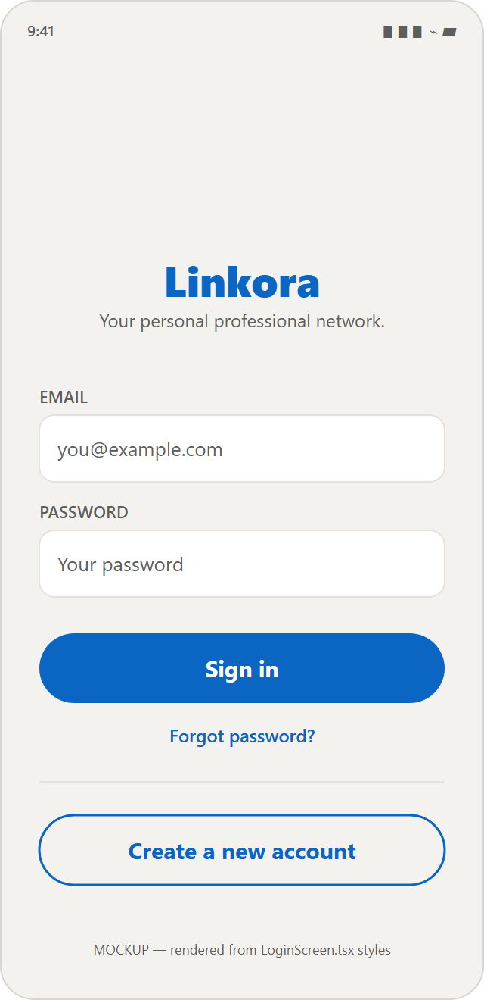 9:41
Linkora
Your personal professional network.
EMAIL
you@example.com
PASSWORD
Your password
Sign in
Forgot password?
Create a new account
MOCKUP — rendered from LoginScreen.tsx styles